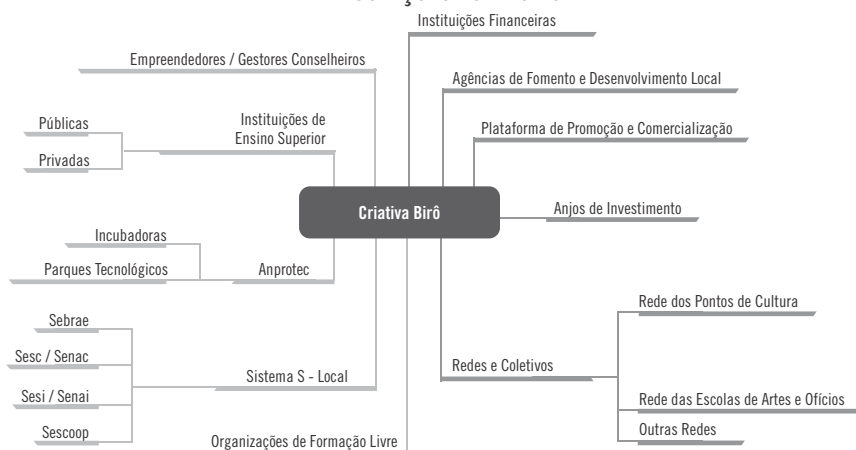 Instituições Financeiras
Empreendedores / Gestores Conselheiros
Agências de Fomento e Desenvolvimento Local
Instituições de
Ensino Superior
Públicas
Privadas
Plataforma de Promoção e Comercialização
Criativa Birô
Anjos de Investimento
Incubadoras
Parques Tecnológicos
Anprotec
Rede dos Pontos de Cultura
Sebrae
Sesc / Senac
Sistema S - Local
Redes e Coletivos
Sesi / Senai
Rede das Escolas de Artes e Ofícios
Sescoop
Outras Redes
Organizações de Formação Livre